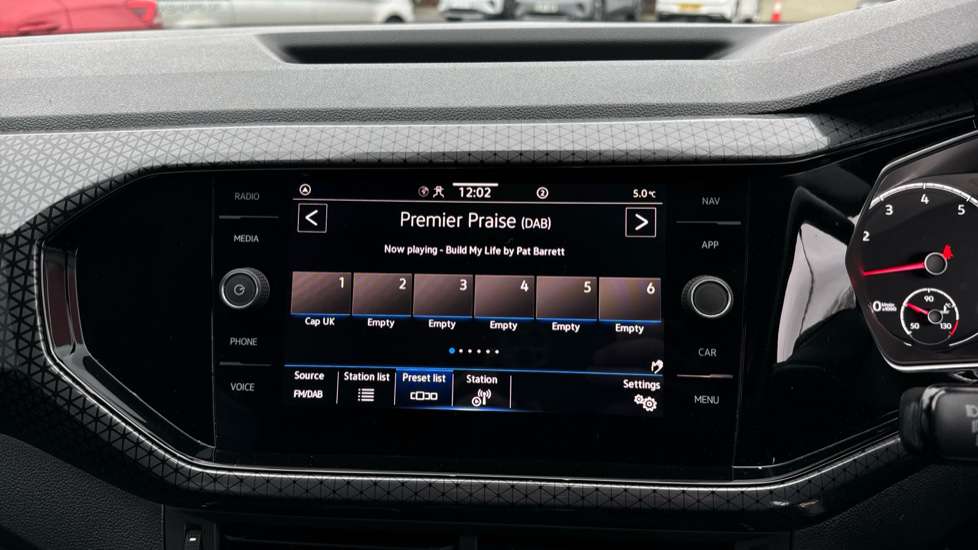 RADIO
MEDIA
PHONE
VOICE
12:02
2
5.0°C
Premier Praise (DAB)
Now playing - Build My Life by Pat Barrett
1 2 3 4 5 6
Cap UK Empty Empty Empty Empty Empty
Source Station list Preset list Station Settings
FM/DAB
NAV
APP
CAR
MENU
2 3 4 5
0
50 90 130